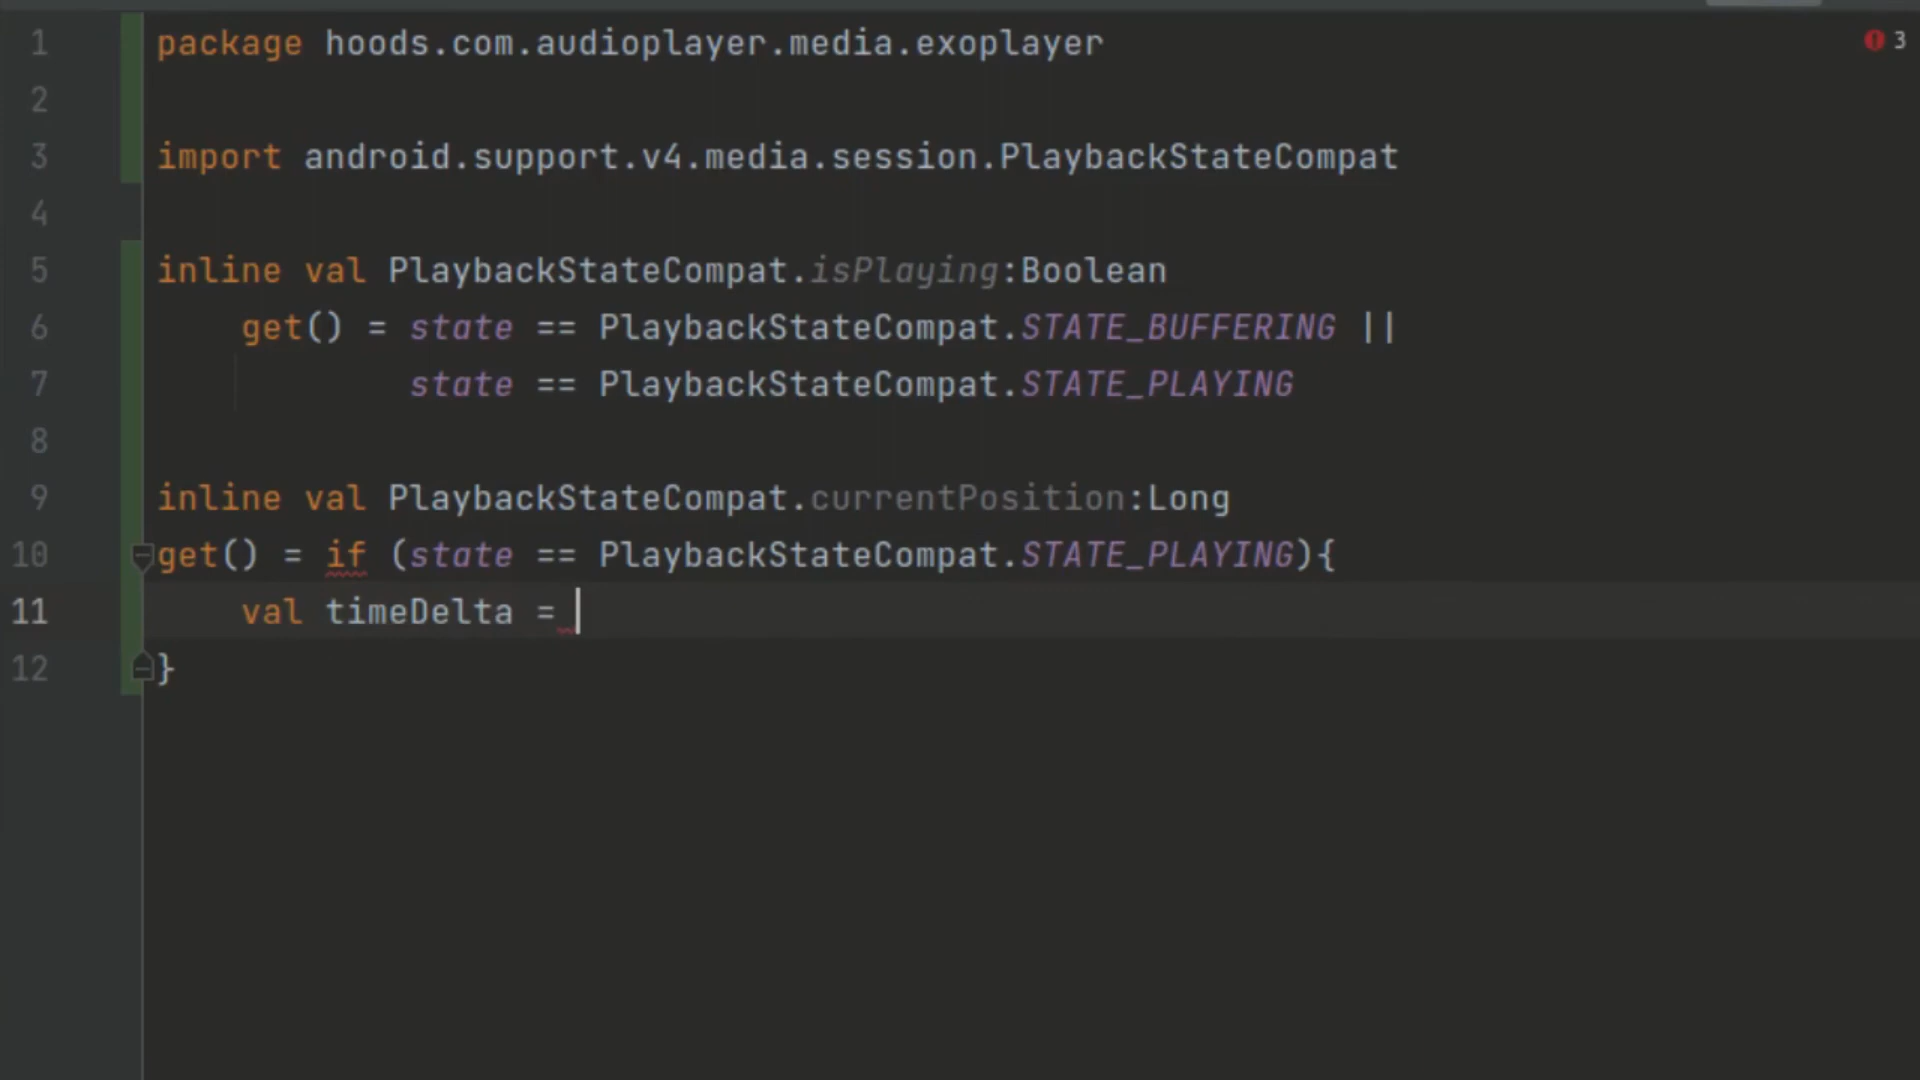 1 package hoods.com.audioplayer.media.exoplayer 3
2
3 import android.support.v4.media.session.PlaybackStateCompat
4
5 inline val PlaybackStateCompat.isPlaying:Boolean
6 get() = state == PlaybackStateCompat.STATE_BUFFERING ||
7 state == PlaybackStateCompat.STATE_PLAYING
8
9 inline val PlaybackStateCompat.currentPosition:Long
10 get() = if (state == PlaybackStateCompat.STATE_PLAYING){
11 val timeDelta =
12 }